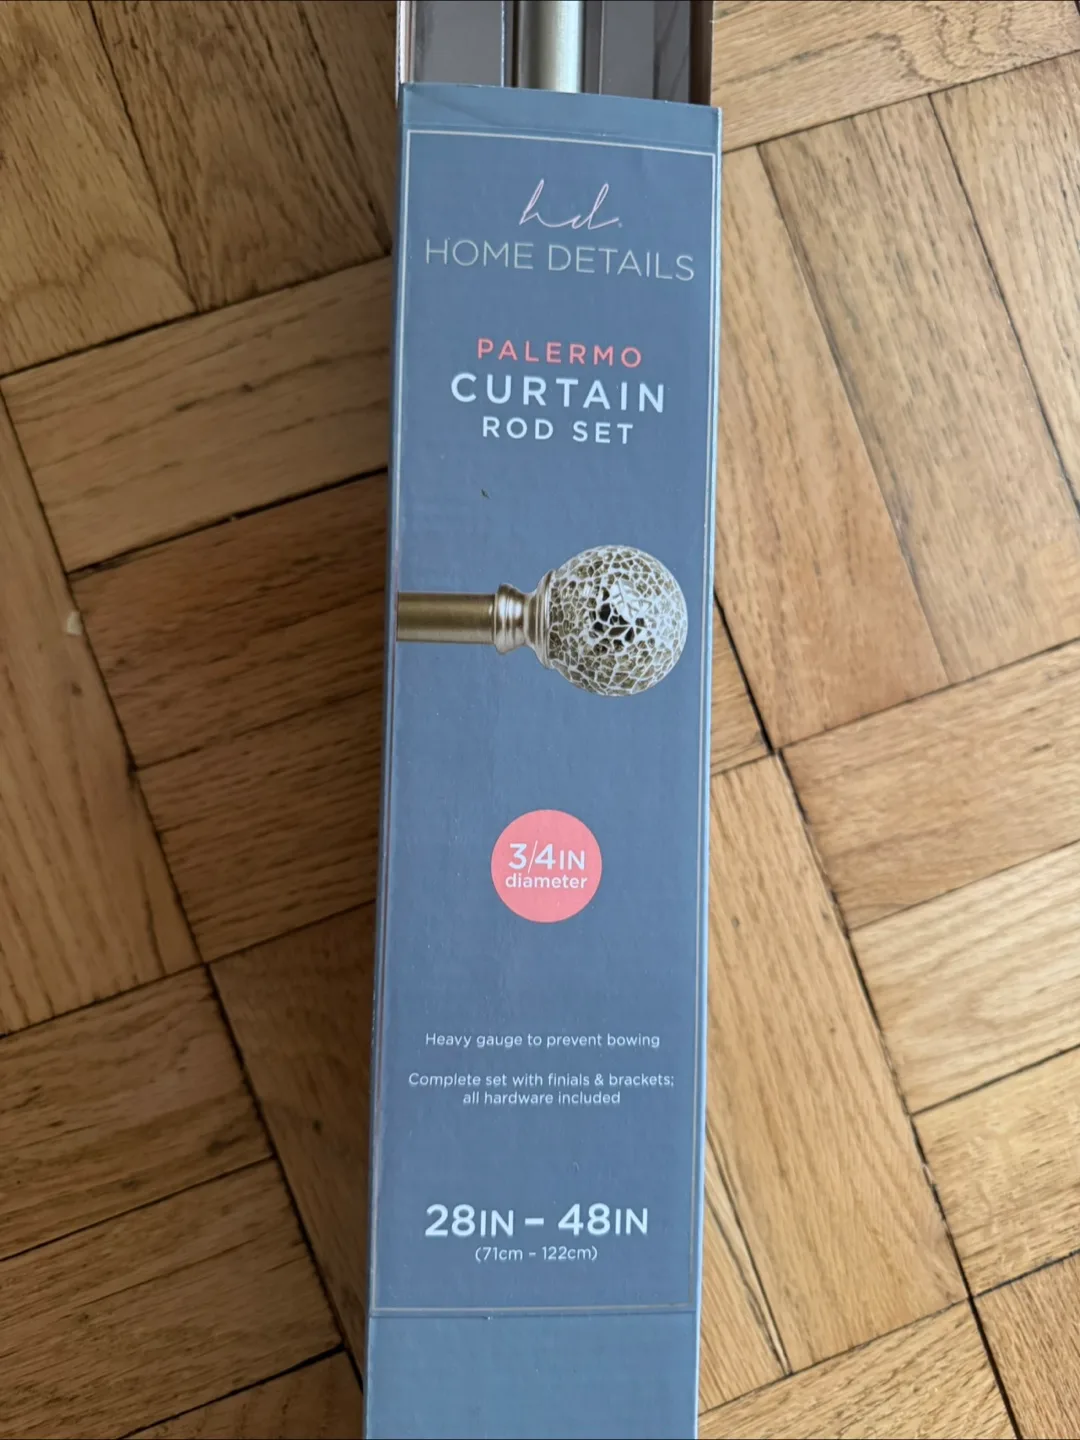 hd.
HOME DETAILS
PALERMO
CURTAIN
ROD SET
3/4IN
diameter
Heavy gauge to prevent bowing
Complete set with finials & brackets;
all hardware included
28IN – 48IN
(71cm – 122cm)